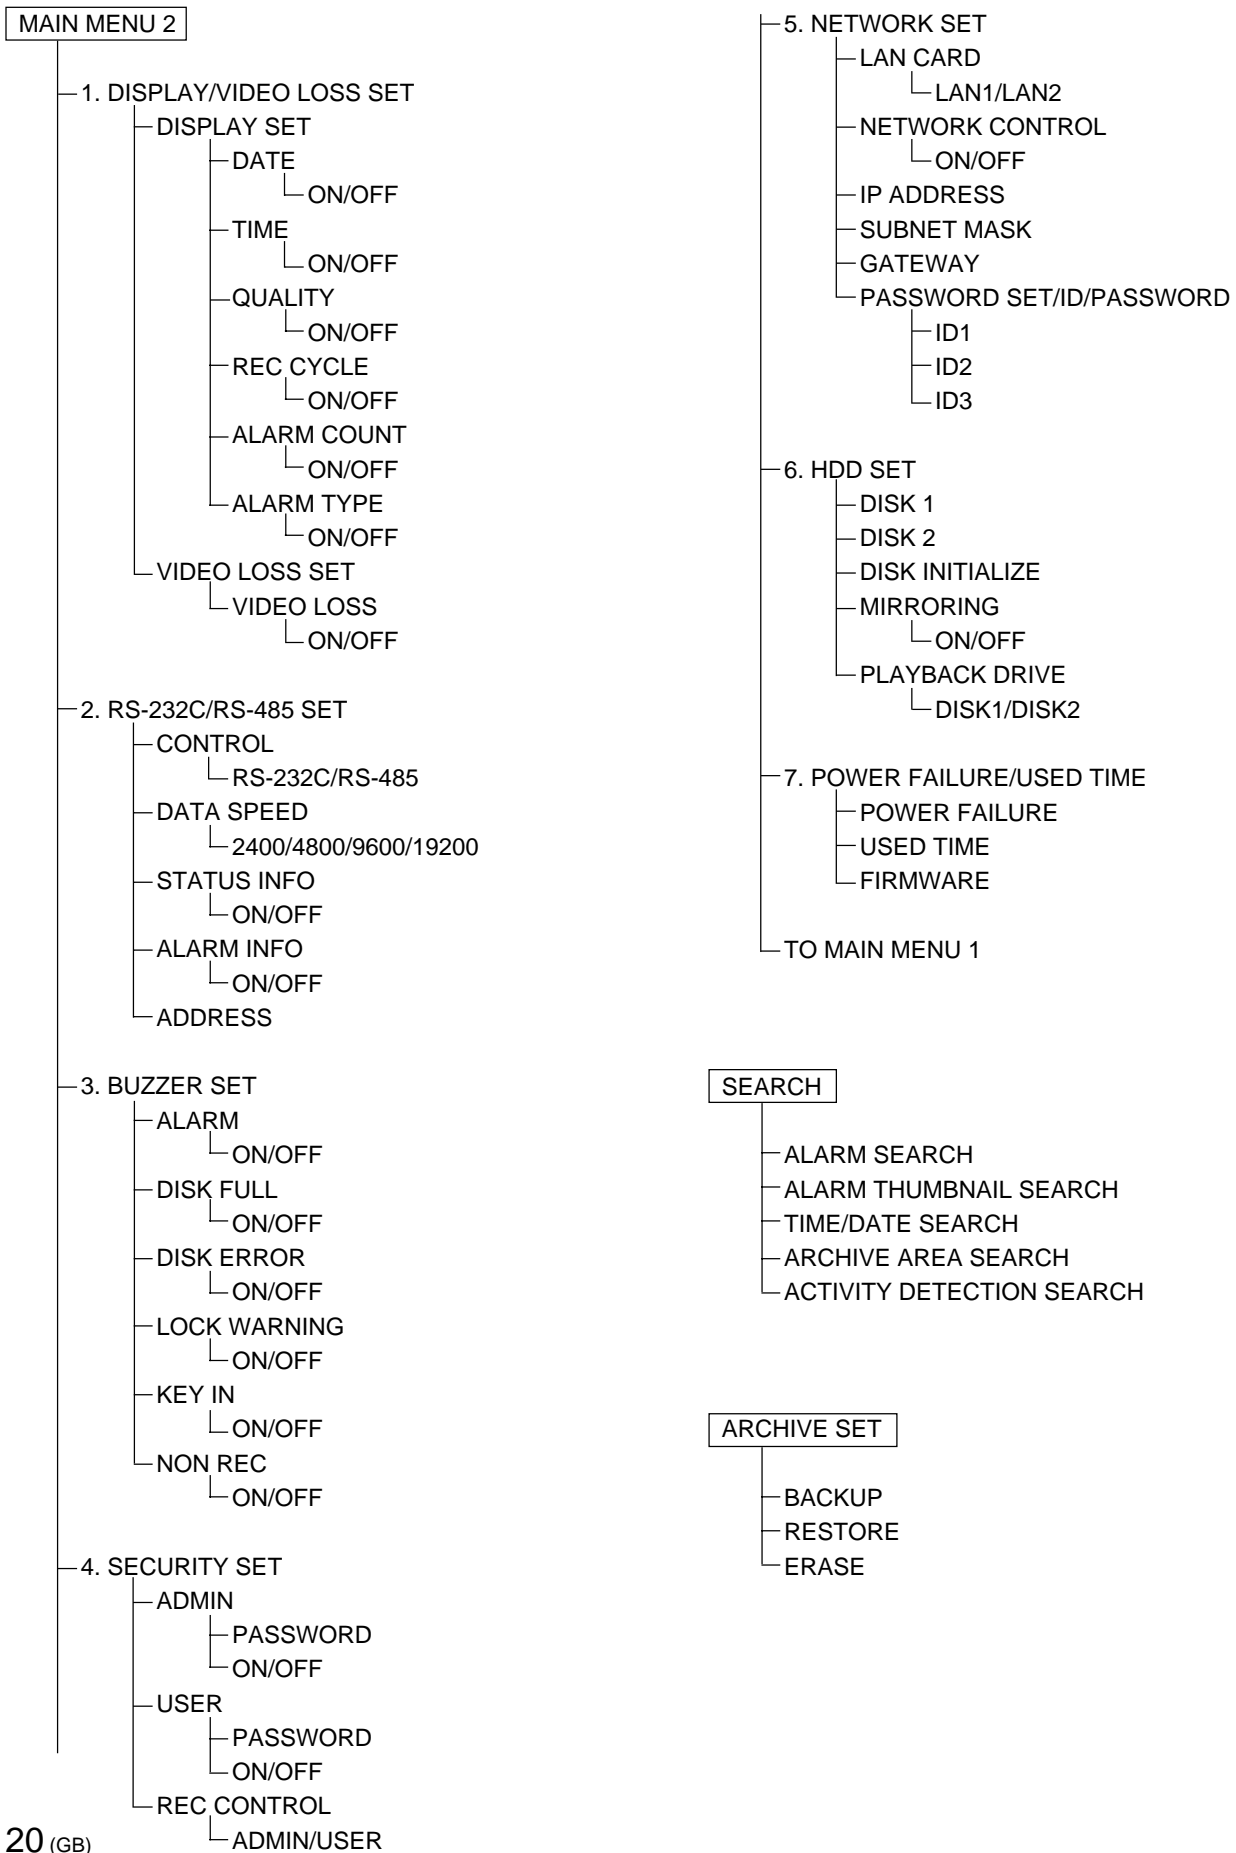 MAIN MENU 2
1. DISPLAY/VIDEO LOSS SET
DISPLAY SET
DATE
ON/OFF
TIME
ON/OFF
QUALITY
ON/OFF
REC CYCLE
ON/OFF
ALARM COUNT
ON/OFF
ALARM TYPE
ON/OFF
VIDEO LOSS SET
VIDEO LOSS
ON/OFF
2. RS-232C/RS-485 SET
CONTROL
RS-232C/RS-485
DATA SPEED
2400/4800/9600/19200
STATUS INFO
ON/OFF
ALARM INFO
ON/OFF
ADDRESS
3. BUZZER SET
ALARM
ON/OFF
DISK FULL
ON/OFF
DISK ERROR
ON/OFF
LOCK WARNING
ON/OFF
KEY IN
ON/OFF
NON REC
ON/OFF
4. SECURITY SET
ADMIN
PASSWORD
ON/OFF
USER
PASSWORD
ON/OFF
REC CONTROL
ADMIN/USER
5. NETWORK SET
LAN CARD
LAN1/LAN2
NETWORK CONTROL
ON/OFF
IP ADDRESS
SUBNET MASK
GATEWAY
PASSWORD SET/ID/PASSWORD
ID1
ID2
ID3
6. HDD SET
DISK 1
DISK 2
DISK INITIALIZE
MIRRORING
ON/OFF
PLAYBACK DRIVE
DISK1/DISK2
7. POWER FAILURE/USED TIME
POWER FAILURE
USED TIME
FIRMWARE
TO MAIN MENU 1
SEARCH
ALARM SEARCH
ALARM THUMBNAIL SEARCH
TIME/DATE SEARCH
ARCHIVE AREA SEARCH
ACTIVITY DETECTION SEARCH
ARCHIVE SET
BACKUP
RESTORE
ERASE
20 (GB)